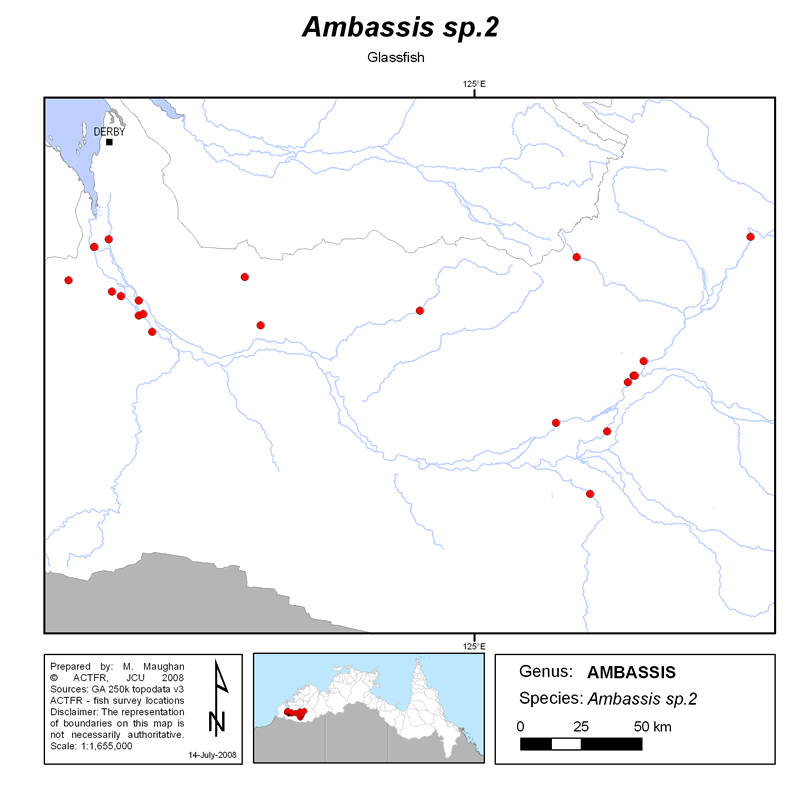 Ambassis sp.2
Glassfish
125°E
DERBY
125°E
Prepared by: M. Maughan
© ACTFR, JCU 2008
Sources: GA 250k topodata v3
ACTFR - fish survey locations
Disclaimer: The representation
of boundaries on this map is
not necessarily authoritative.
Scale: 1:1,655,000
14-July-2008
N
Genus: AMBASSIS
Species: Ambassis sp.2
0 25 50 km